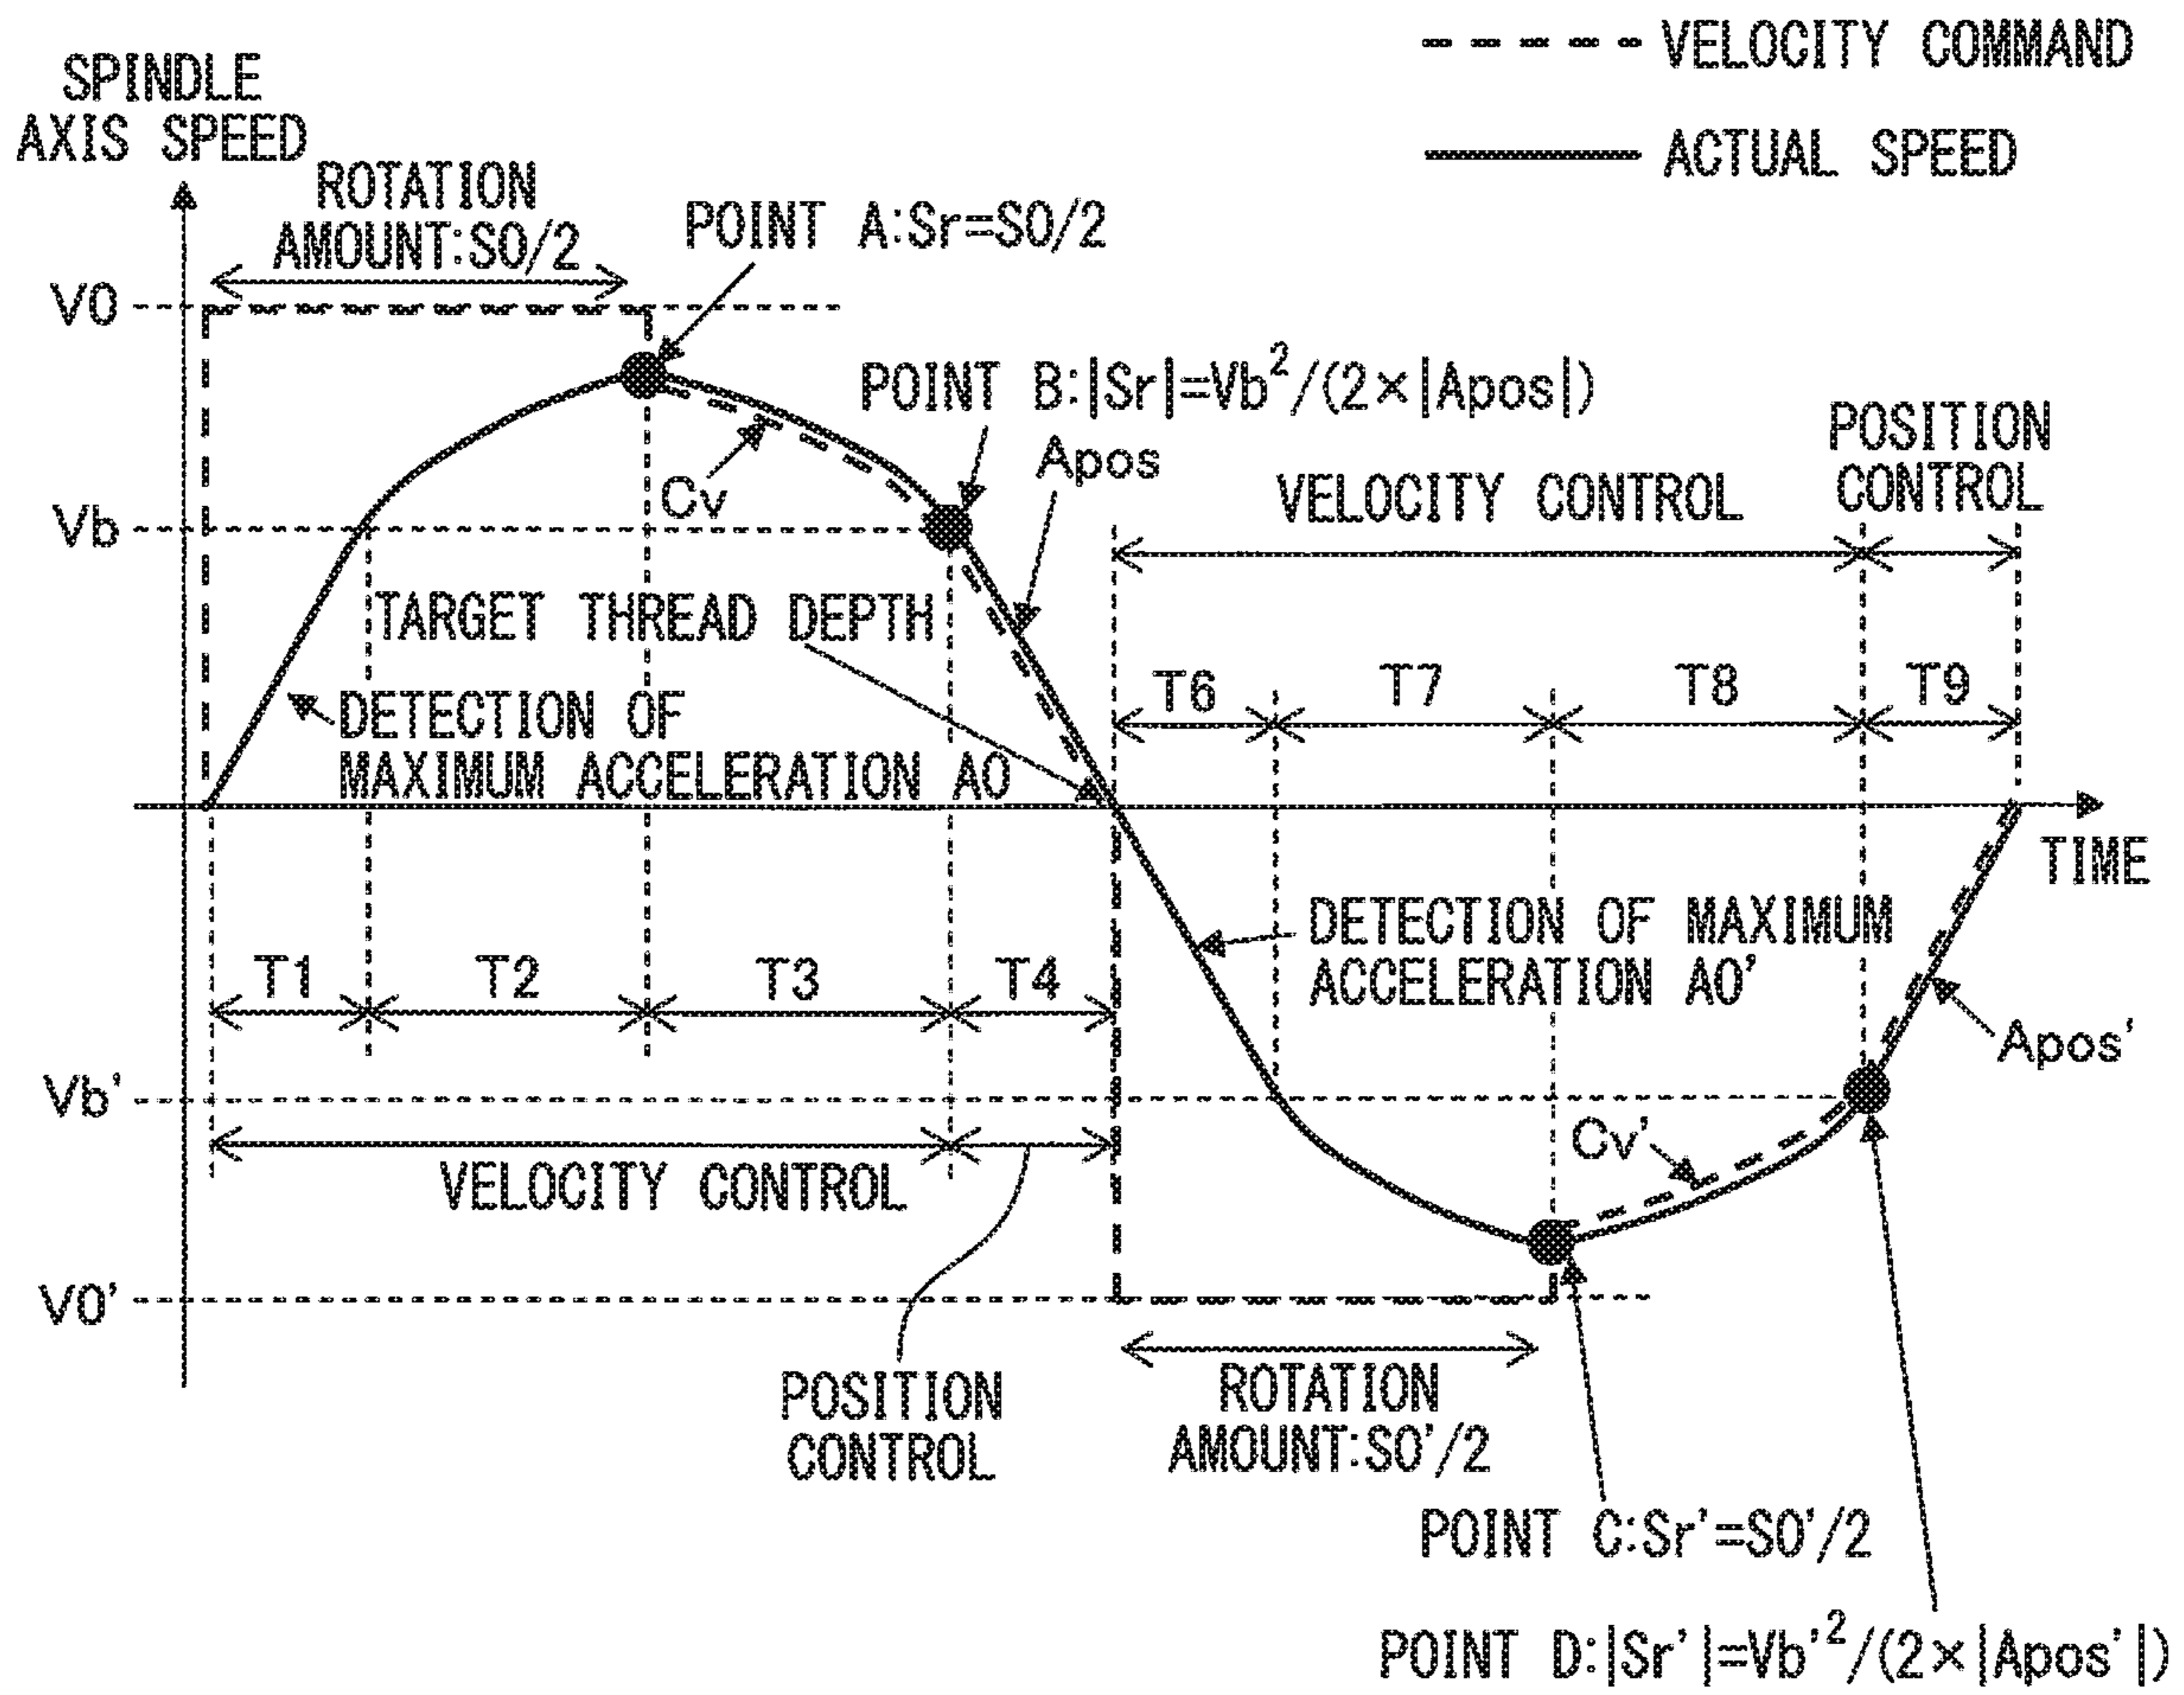 VELOCITY COMMAND
ACTUAL SPEED
SPINDLE
AXIS SPEED
ROTATION
AMOUNT:S0/2
POINT A:Sr=S0/2
V0
POINT B:|Sr|=Vb²/(2×|Apos|)
Cv
Apos
POSITION
CONTROL
VELOCITY CONTROL
Vb
TARGET THREAD DEPTH
T6
T7
T8
T9
DETECTION OF
MAXIMUM ACCELERATION A0
TIME
DETECTION OF MAXIMUM
ACCELERATION A0'
T1
T2
T3
T4
Apos'
Vb'
Cv'
VELOCITY CONTROL
V0'
POSITION
CONTROL
ROTATION
AMOUNT:S0'/2
POINT C:Sr'=S0'/2
POINT D:|Sr'|=Vb'²/(2×|Apos'|)